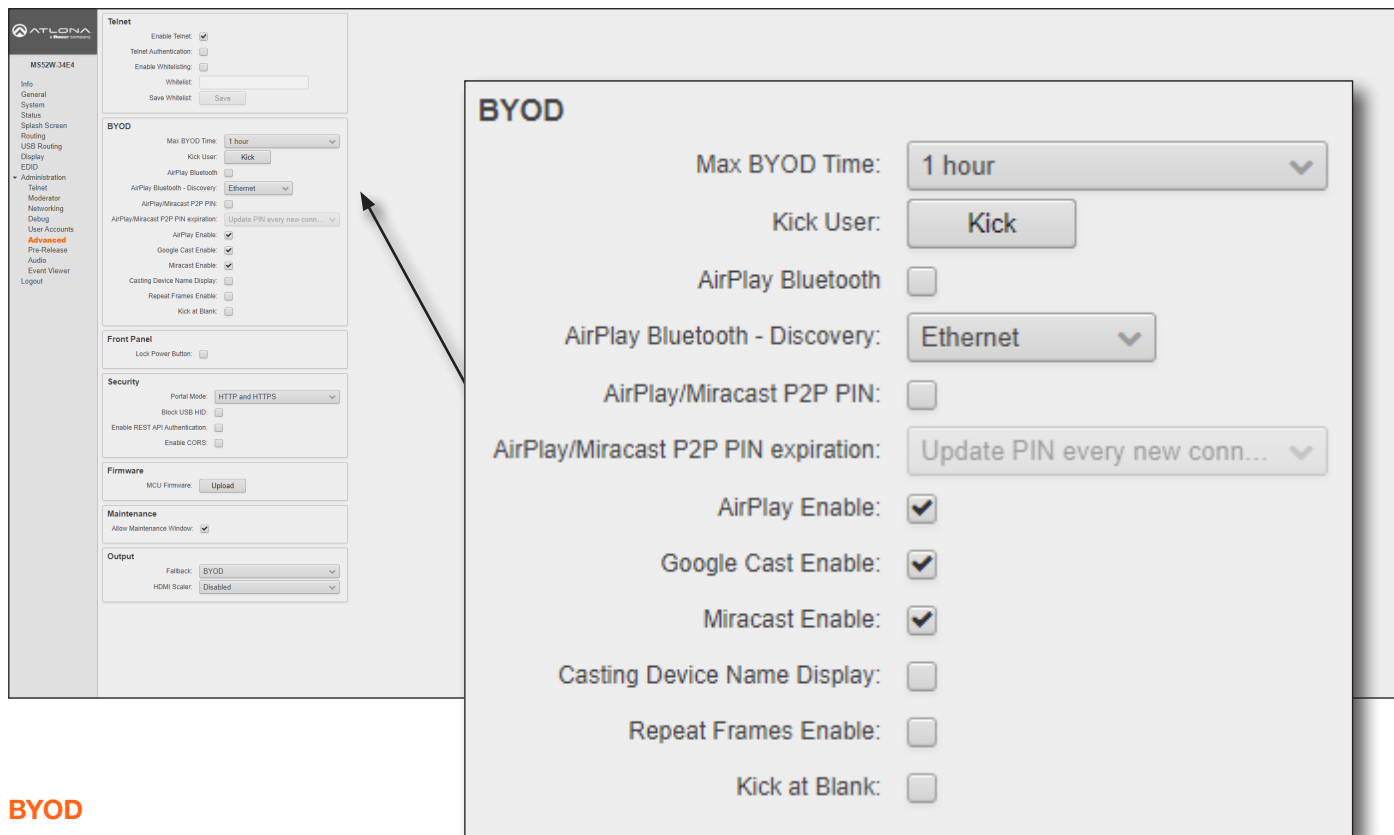 ATLONA
a Panduit company
MS52W-34E4
Info
General
System
Status
Splash Screen
Routing
USB Routing
Display
EDID
Administration
Telnet
Moderator
Networking
Debug
User Accounts
Advanced
Pre-Release
Audio
Event Viewer
Logout
Telnet
Enable Telnet:
Telnet Authentication:
Enable Whitelisting:
Whitelist:
Save Whitelist: Save
BYOD
Max BYOD Time: 1 hour
Kick User: Kick
AirPlay Bluetooth
AirPlay Bluetooth - Discovery: Ethernet
AirPlay/Miracast P2P PIN:
AirPlay/Miracast P2P PIN expiration: Update PIN every new conn...
AirPlay Enable:
Google Cast Enable:
Miracast Enable:
Casting Device Name Display:
Repeat Frames Enable:
Kick at Blank:
Front Panel
Lock Power Button:
Security
Portal Mode: HTTP and HTTPS
Block USB HID:
Enable REST API Authentication:
Enable CORS:
Firmware
MCU Firmware: Upload
Maintenance
Allow Maintenance Window:
Output
Fallback: BYOD
HDMI Scaler: Disabled
BYOD
Max BYOD Time: 1 hour
Kick User: Kick
AirPlay Bluetooth
AirPlay Bluetooth - Discovery: Ethernet
AirPlay/Miracast P2P PIN:
AirPlay/Miracast P2P PIN expiration: Update PIN every new conn...
AirPlay Enable:
Google Cast Enable:
Miracast Enable:
Casting Device Name Display:
Repeat Frames Enable:
Kick at Blank:
BYOD